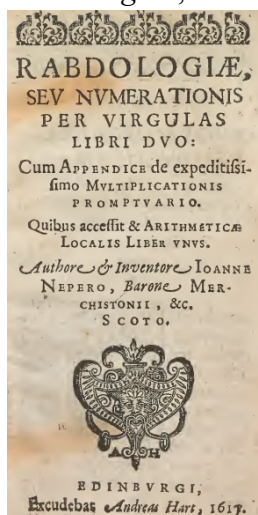 RABDOLOGIÆ,
SEV NVMERATIONIS
PER VIRGULAS
LIBRI DVO:
Cum APPENDICE de expeditiſsi-
ſimo MVLTIPLICATIONIS
PROMPTVARIO.
Quibus acceſſit & ARITHMETICÆ
LOCALIS LIBER VNVS.
Authore & Inventore IOANNE
NEPERO, Barone MER-
CHISTONII, &c.
SCOTO.
A H
EDINBVRGI,
Excudebat Andreas Hart, 1617.